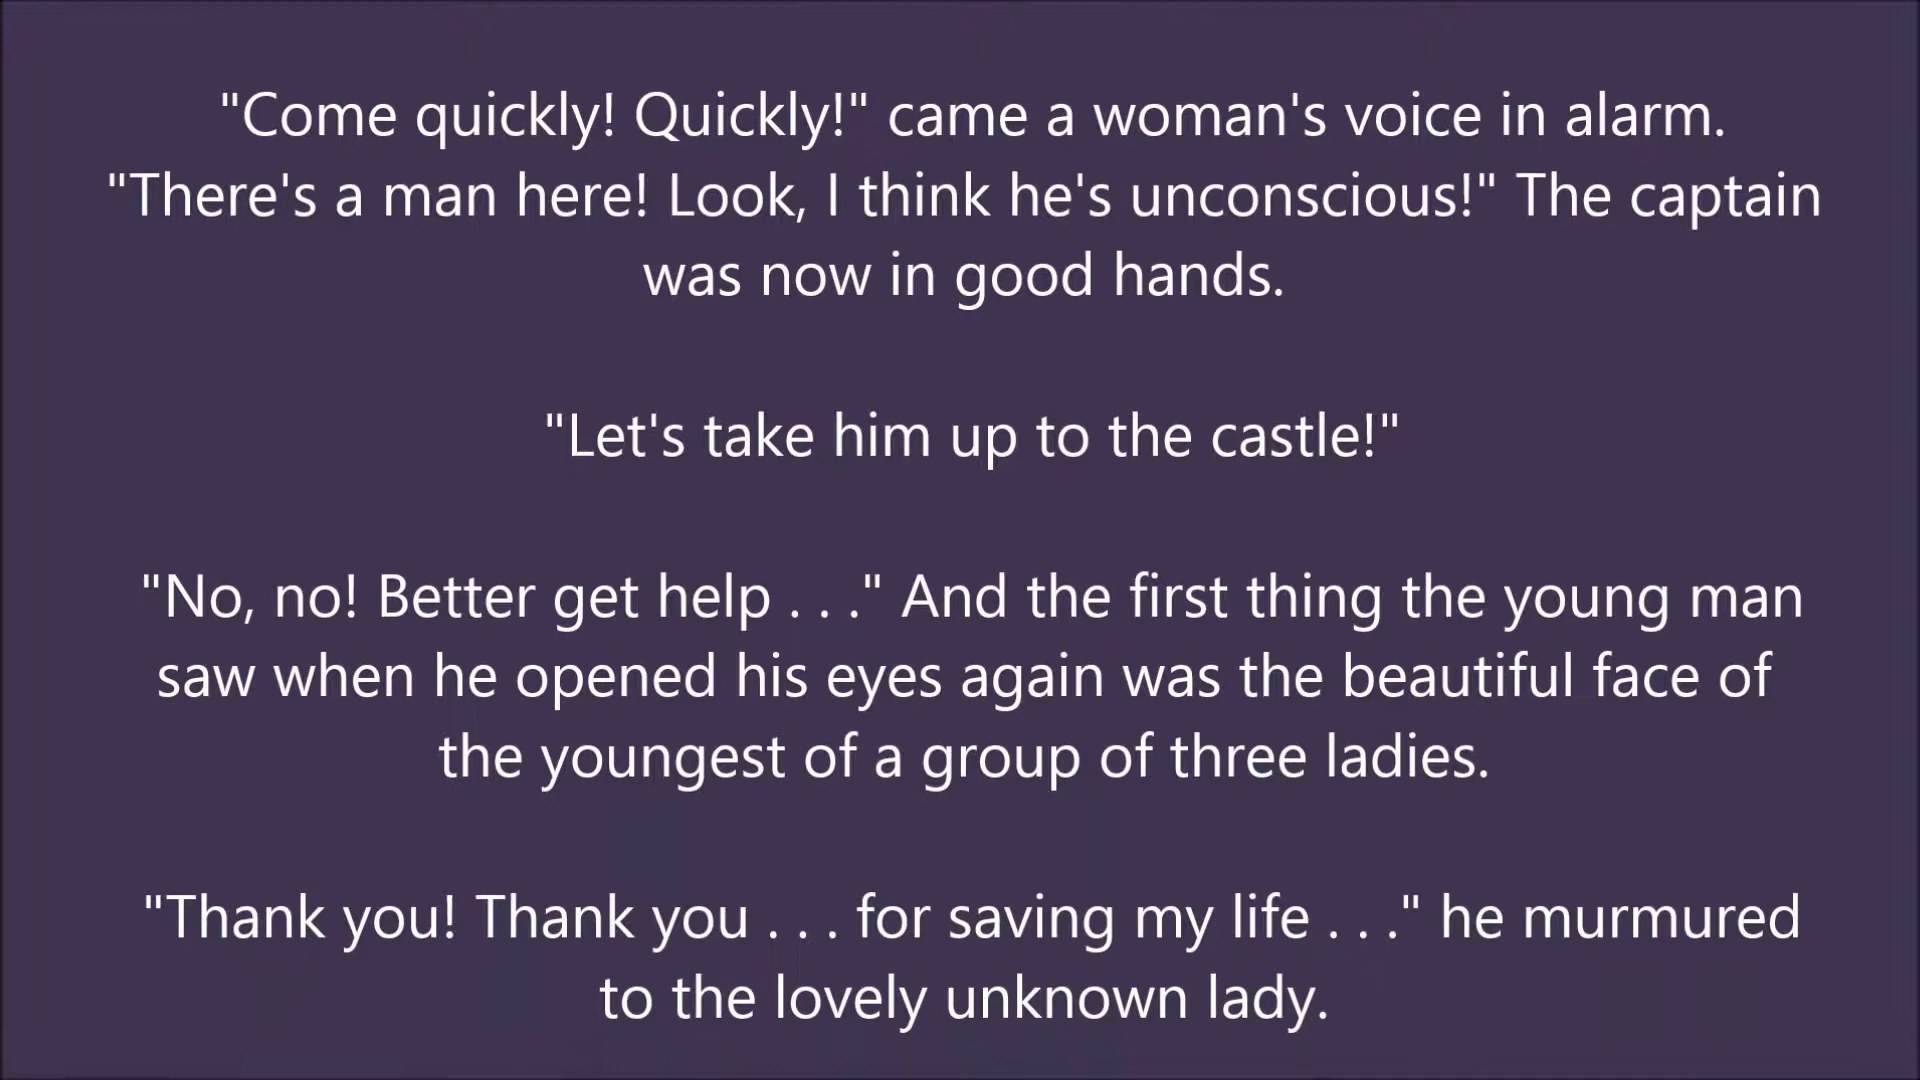 "Come quickly! Quickly!" came a woman's voice in alarm.
"There's a man here! Look, I think he's unconscious!" The captain
was now in good hands.
"Let's take him up to the castle!"
"No, no! Better get help . . ." And the first thing the young man
saw when he opened his eyes again was the beautiful face of
the youngest of a group of three ladies.
"Thank you! Thank you . . . for saving my life . . ." he murmured
to the lovely unknown lady.